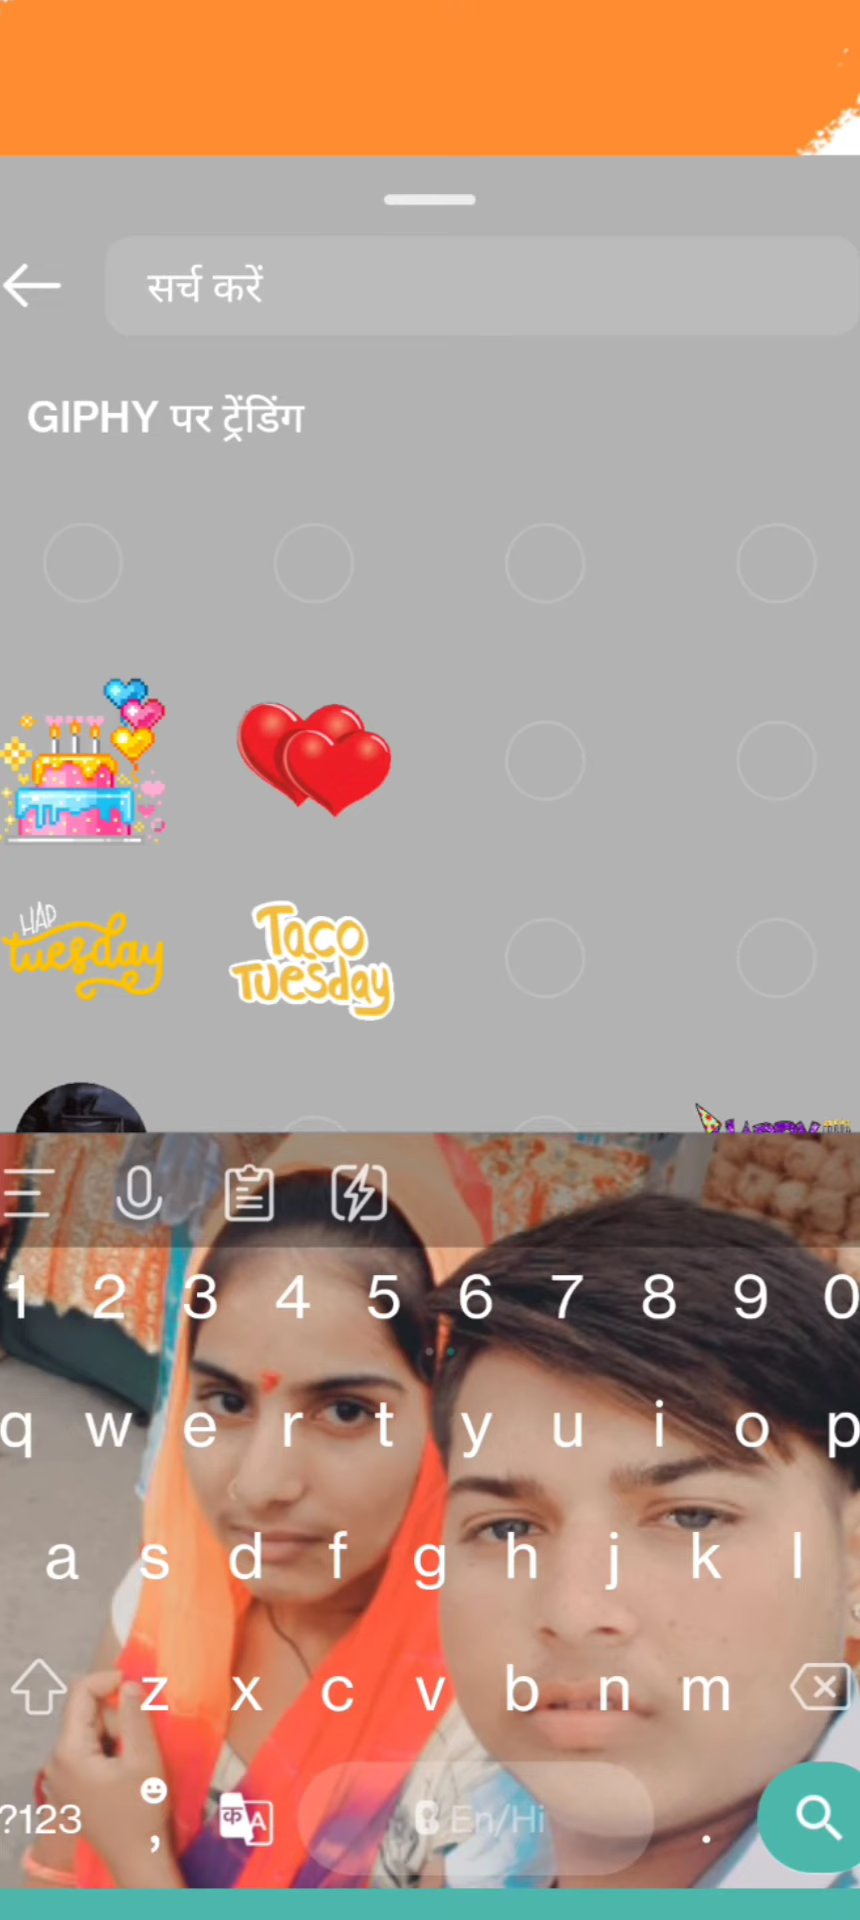 सर्च करें
GIPHY पर ट्रेंडिंग
HAP
tuesday
Taco
Tuesday
1 2 3 4 5 6 7 8 9 0
q w e r t y u i o p
a s d f g h j k l
z x c v b n m
?123 , क A En/Hi .